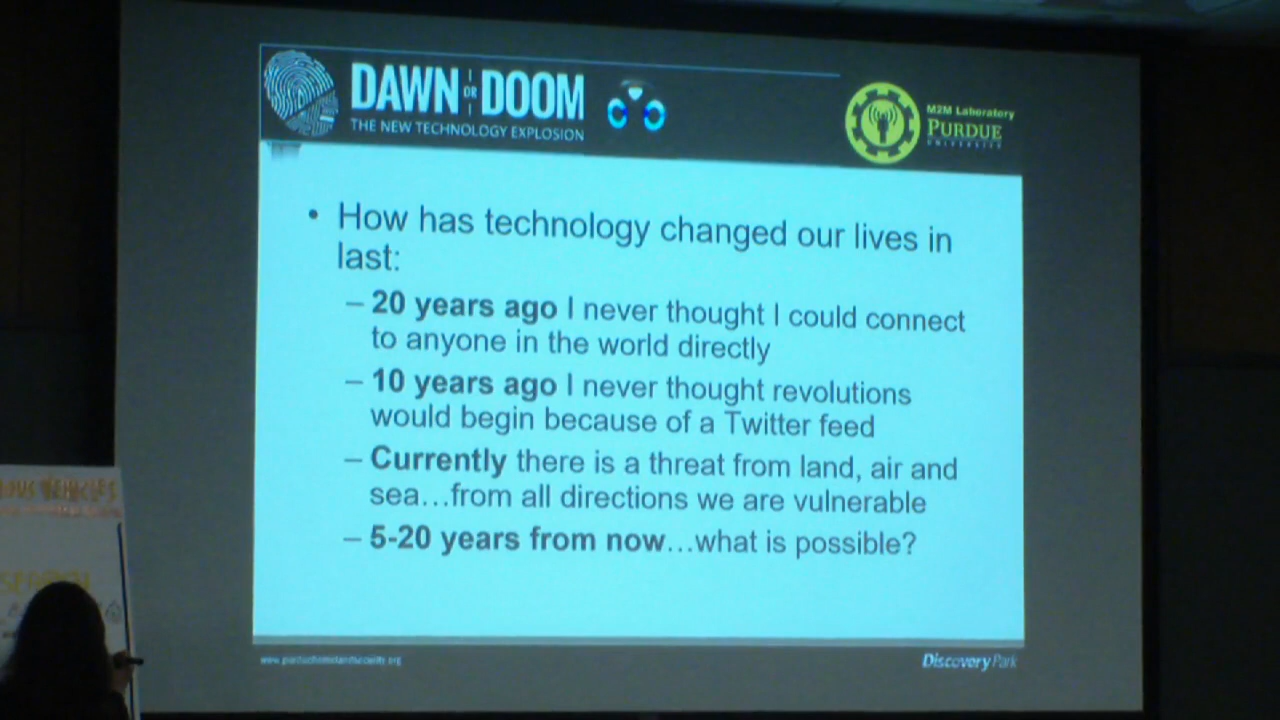 DAWN OR DOOM
THE NEW TECHNOLOGY EXPLOSION
M2M Laboratory
PURDUE
UNIVERSITY
• How has technology changed our lives in
last:
– 20 years ago I never thought I could connect
to anyone in the world directly
– 10 years ago I never thought revolutions
would begin because of a Twitter feed
– Currently there is a threat from land, air and
sea…from all directions we are vulnerable
– 5-20 years from now…what is possible?
www.purduehomelandsecurity.org
Discovery Park
VEHICLES